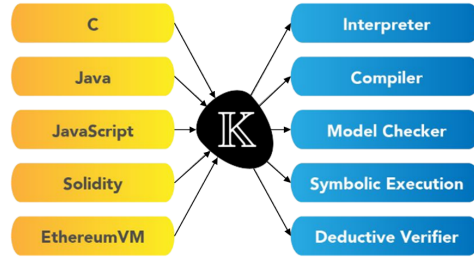 C
Java
JavaScript
Solidity
EthereumVM
𝕂
Interpreter
Compiler
Model Checker
Symbolic Execution
Deductive Verifier